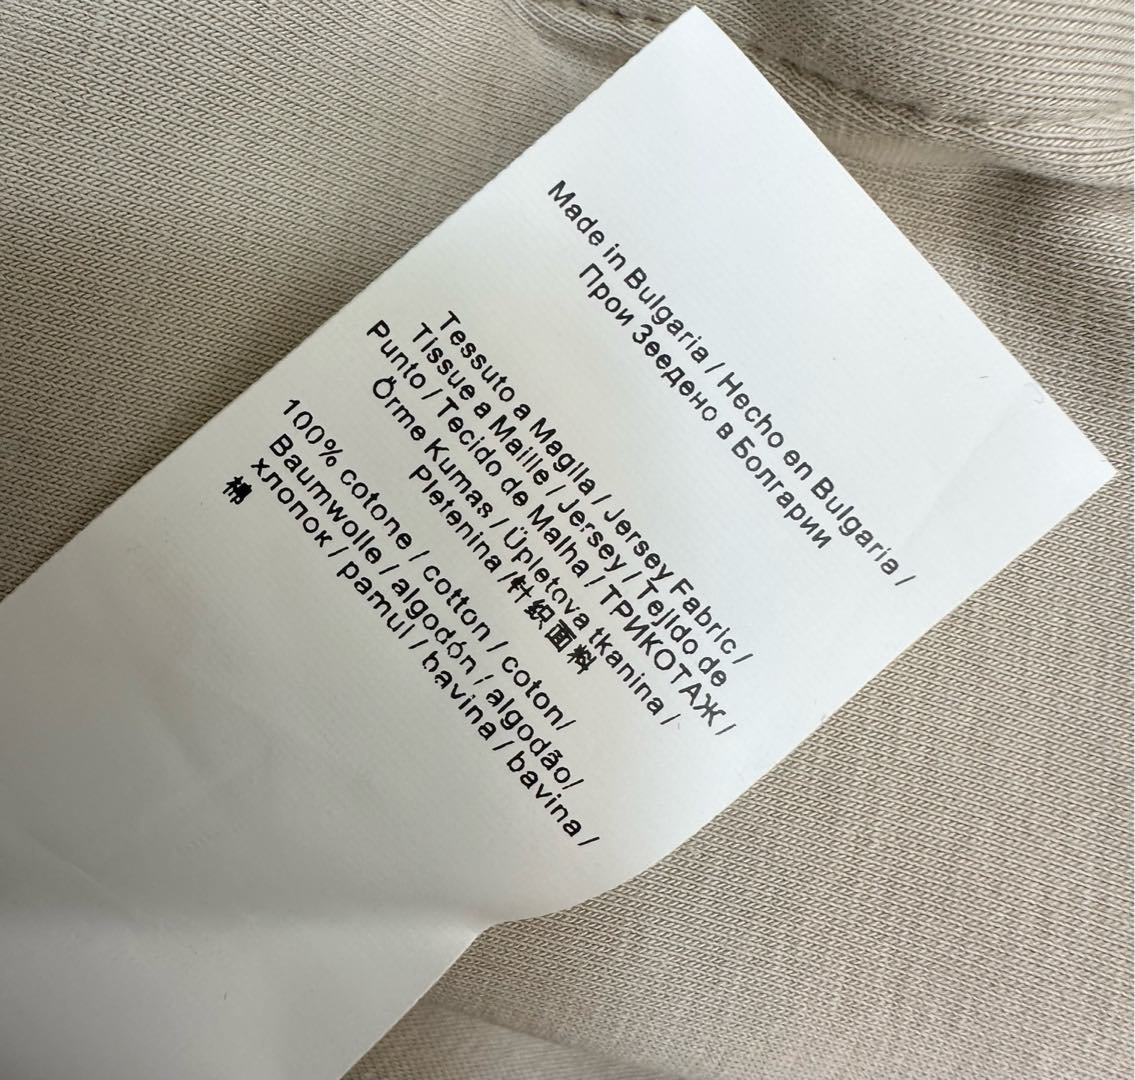 Made in Bulgaria / Hecho en Bulgaria /
Прои Зееденo в Болгарии
Tessuto a Maglia / Jersey Fabric /
Tissue a Maille / Jersey / Tejido de
Punto / Tecido de Malha / ТРИКОТАЖ /
Örme Kumas / Üpletova tkanina /
Pletenina /针织面料
100% cotone / cotton / coton/
Baumwolle / algodón / algodão/
хлопок / pamul / bavina / bavina /
棉